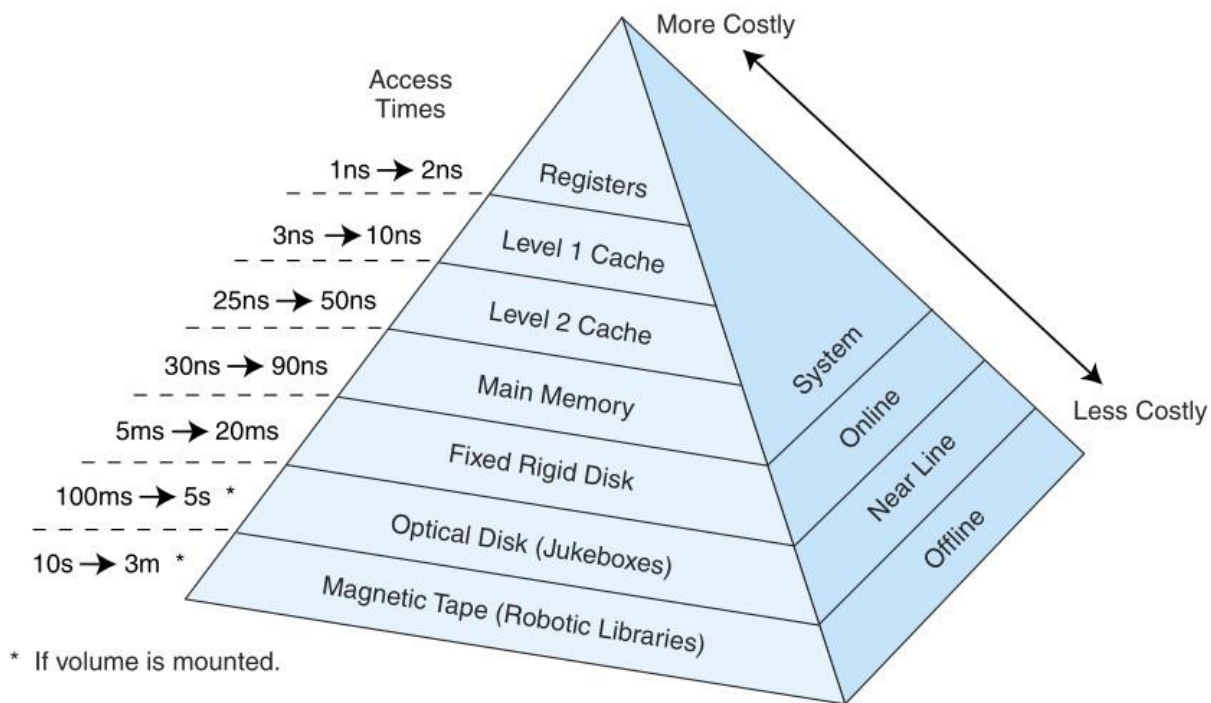 More Costly
Access
Times
1ns → 2ns
Registers
3ns → 10ns
Level 1 Cache
25ns → 50ns
Level 2 Cache
System
30ns → 90ns
Main Memory
Online
Less Costly
5ms → 20ms
Fixed Rigid Disk
Near Line
100ms → 5s *
Optical Disk (Jukeboxes)
Offline
10s → 3m *
Magnetic Tape (Robotic Libraries)
* If volume is mounted.